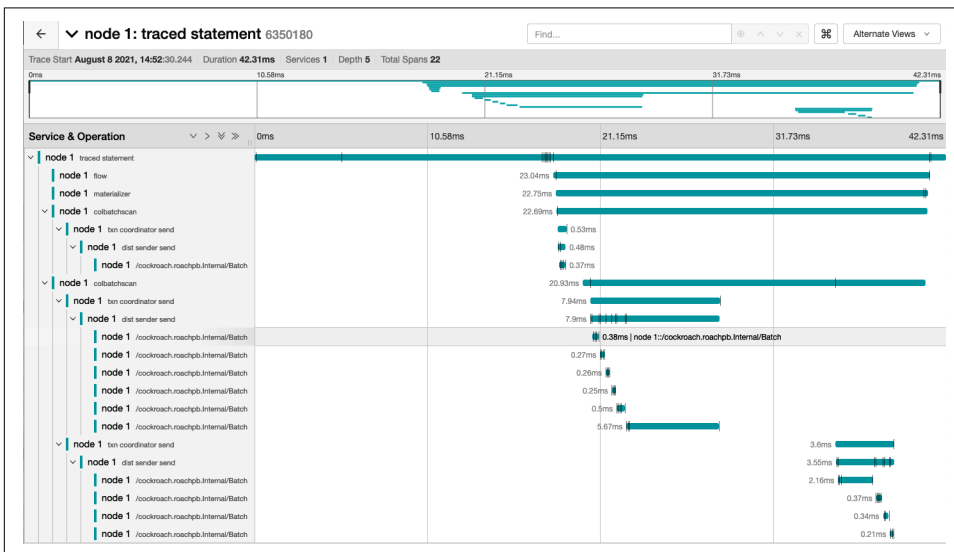 ← node 1: traced statement 6350180 Find... ⌘ Alternate Views
Trace Start August 8 2021, 14:52:30.244 Duration 42.31ms Services 1 Depth 5 Total Spans 22
0ms 10.58ms 21.15ms 31.73ms 42.31ms
Service & Operation 0ms 10.58ms 21.15ms 31.73ms 42.31ms
node 1 traced statement
node 1 flow 23.04ms
node 1 materializer 22.75ms
node 1 colbatchscan 22.69ms
node 1 txn coordinator send 0.53ms
node 1 dist sender send 0.48ms
node 1 /cockroach.roachpb.Internal/Batch 0.37ms
node 1 colbatchscan 20.93ms
node 1 txn coordinator send 7.94ms
node 1 dist sender send 7.9ms
node 1 /cockroach.roachpb.Internal/Batch 0.38ms | node 1::/cockroach.roachpb.Internal/Batch
node 1 /cockroach.roachpb.Internal/Batch 0.27ms
node 1 /cockroach.roachpb.Internal/Batch 0.26ms
node 1 /cockroach.roachpb.Internal/Batch 0.25ms
node 1 /cockroach.roachpb.Internal/Batch 0.5ms
node 1 /cockroach.roachpb.Internal/Batch 5.67ms
node 1 txn coordinator send 3.6ms
node 1 dist sender send 3.55ms
node 1 /cockroach.roachpb.Internal/Batch 2.16ms
node 1 /cockroach.roachpb.Internal/Batch 0.37ms
node 1 /cockroach.roachpb.Internal/Batch 0.34ms
node 1 /cockroach.roachpb.Internal/Batch 0.21ms